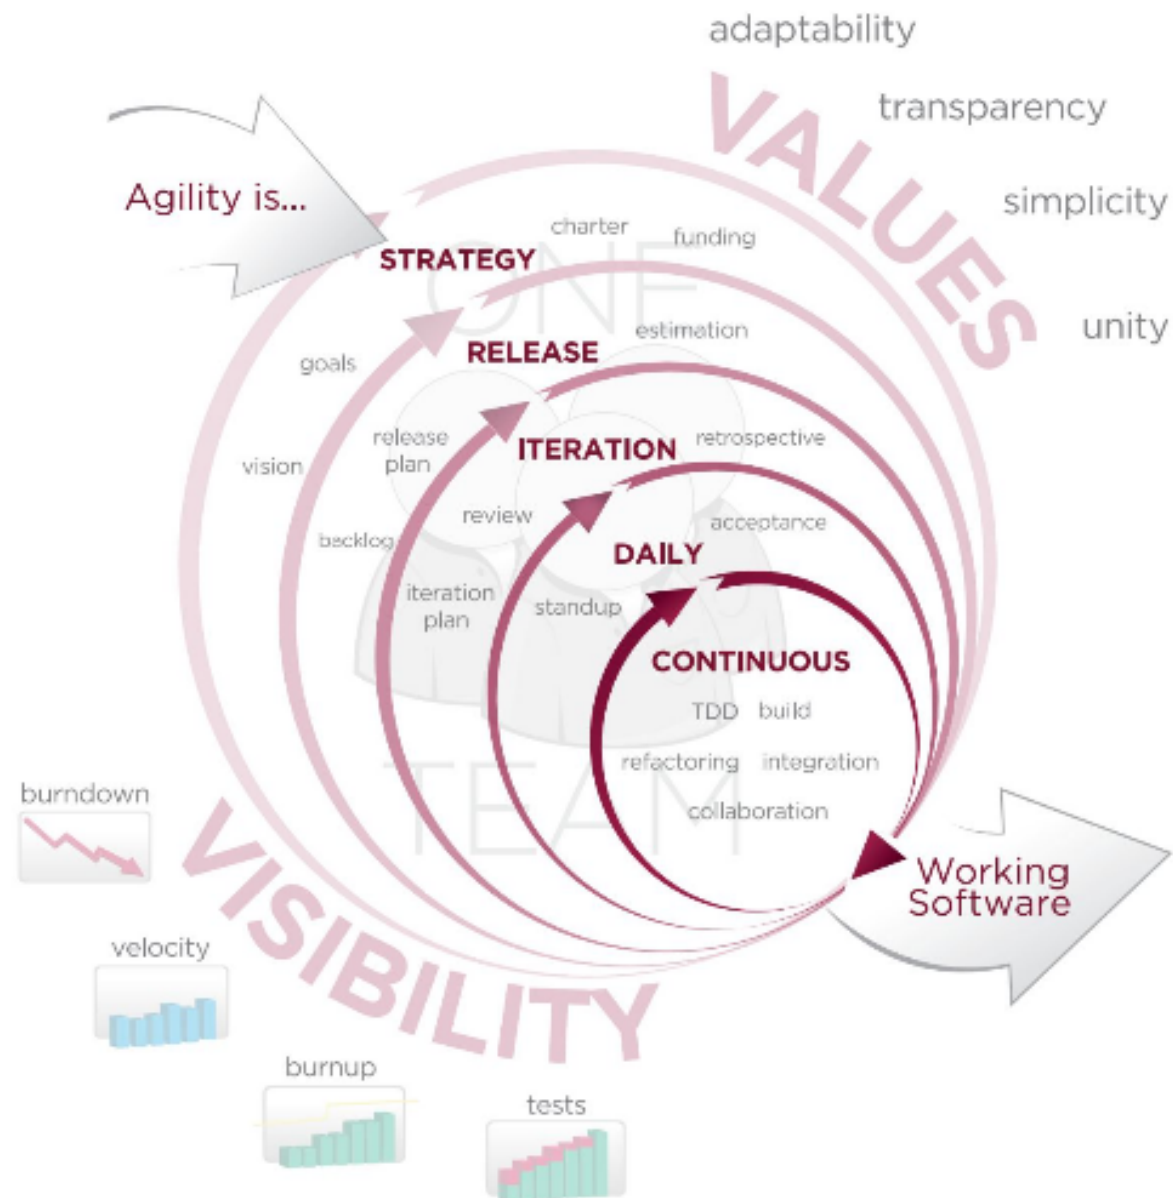 adaptability
VALUES
transparency
simplicity
unity
Agility is...
STRATEGY
charter
funding
ONE
goals
vision
RELEASE
estimation
release
plan
backlog
ITERATION
retrospective
review
iteration
plan
DAILY
acceptance
standup
CONTINUOUS
TDD build
refactoring integration
collaboration
TEAM
Working
Software
VISIBILITY
burndown
velocity
burnup
tests